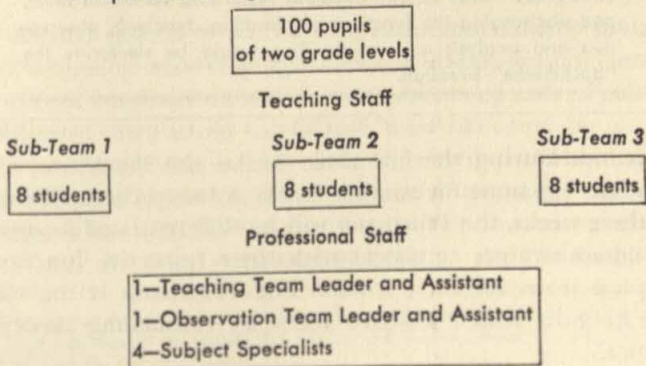 100 pupils
of two grade levels
Teaching Staff
Sub-Team 1 Sub-Team 2 Sub-Team 3
8 students 8 students 8 students
Professional Staff
1—Teaching Team Leader and Assistant
1—Observation Team Leader and Assistant
4—Subject Specialists